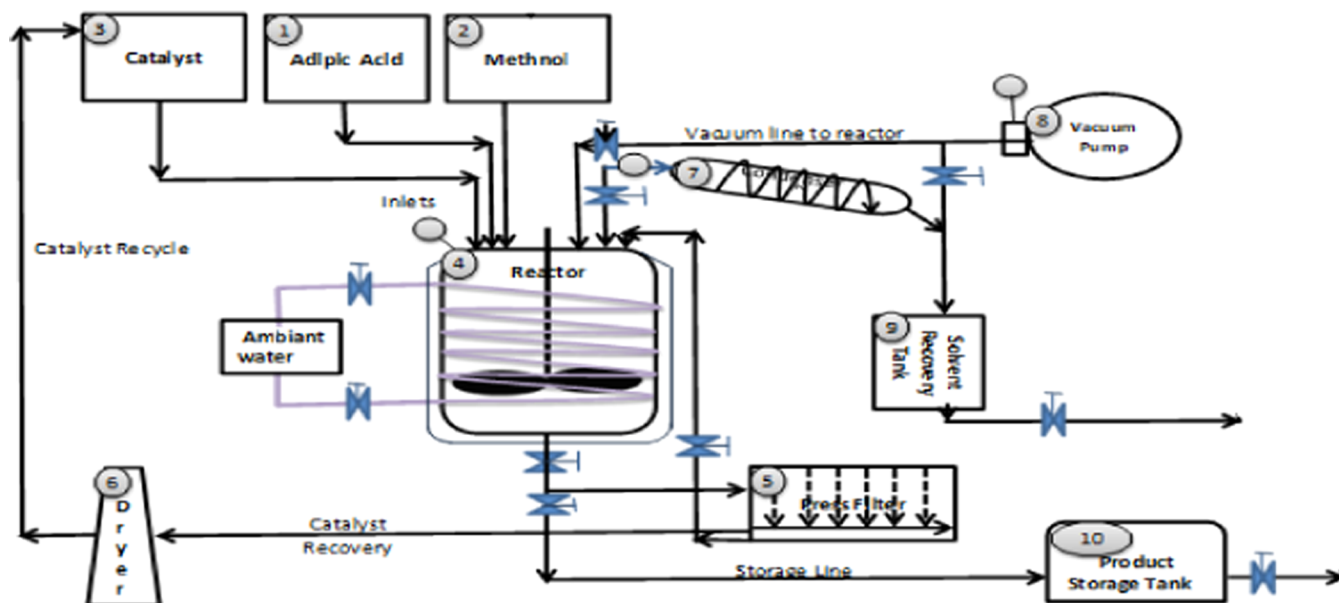 3
Catalyst
1
Adipic Acid
2
Methnol
8
Vacuum
Pump
Vacuum line to reactor
7
Inlets
Catalyst Recycle
4
Reactor
Ambiant
water
9
Solvent
Recovery
Tank
6
Dryer
5
Press Filter
Catalyst
Recovery
10
Product
Storage Tank
Storage Line